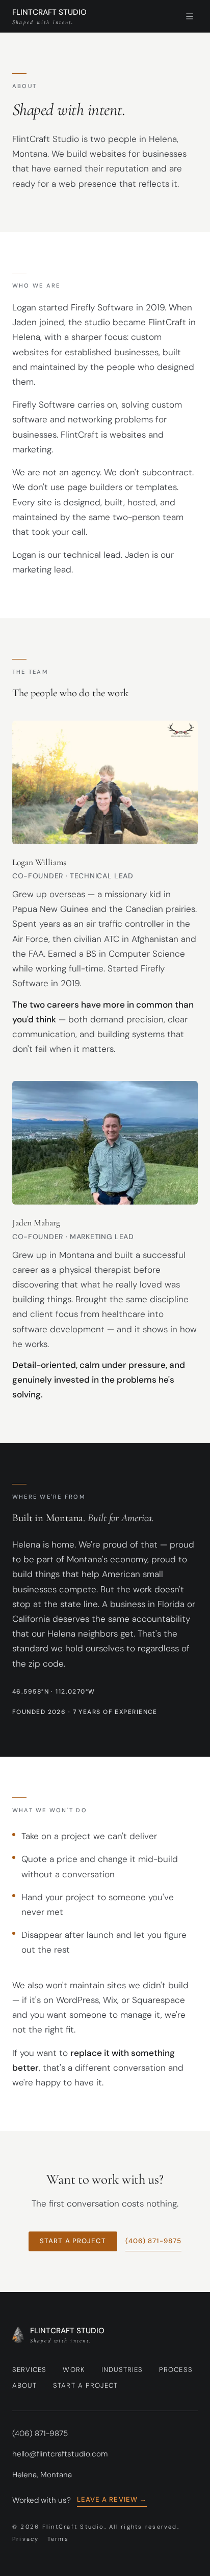 FLINTCRAFT STUDIO
Shaped with intent.
ABOUT
Shaped with intent.
FlintCraft Studio is two people in Helena,
Montana. We build websites for businesses
that have earned their reputation and are
ready for a web presence that reflects it.
WHO WE ARE
Logan started Firefly Software in 2019. When
Jaden joined, the studio became FlintCraft in
Helena, with a sharper focus: custom
websites for established businesses, built
and maintained by the people who designed
them.
Firefly Software carries on, solving custom
software and networking problems for
businesses. FlintCraft is websites and
marketing.
We are not an agency. We don't subcontract.
We don't use page builders or templates.
Every site is designed, built, hosted, and
maintained by the same two-person team
that took your call.
Logan is our technical lead. Jaden is our
marketing lead.
THE TEAM
The people who do the work
Logan Williams
CO-FOUNDER · TECHNICAL LEAD
Grew up overseas — a missionary kid in
Papua New Guinea and the Canadian prairies.
Spent years as an air traffic controller in the
Air Force, then civilian ATC in Afghanistan and
the FAA. Earned a BS in Computer Science
while working full-time. Started Firefly
Software in 2019.
The two careers have more in common than
you'd think — both demand precision, clear
communication, and building systems that
don't fail when it matters.
Jaden Maharg
CO-FOUNDER · MARKETING LEAD
Grew up in Montana and built a successful
career as a physical therapist before
discovering that what he really loved was
building things. Brought the same discipline
and client focus from healthcare into
software development — and it shows in how
he works.
Detail-oriented, calm under pressure, and
genuinely invested in the problems he's
solving.
WHERE WE'RE FROM
Built in Montana. Built for America.
Helena is home. We're proud of that — proud
to be part of Montana's economy, proud to
build things that help American small
businesses compete. But the work doesn't
stop at the state line. A business in Florida or
California deserves the same accountability
that our Helena neighbors get. That's the
standard we hold ourselves to regardless of
the zip code.
46.5958°N · 112.0270°W
FOUNDED 2026 · 7 YEARS OF EXPERIENCE
WHAT WE WON'T DO
Take on a project we can't deliver
Quote a price and change it mid-build
without a conversation
Hand your project to someone you've
never met
Disappear after launch and let you figure
out the rest
We also won't maintain sites we didn't build
— if it's on WordPress, Wix, or Squarespace
and you want someone to manage it, we're
not the right fit.
If you want to replace it with something
better, that's a different conversation and
we're happy to have it.
Want to work with us?
The first conversation costs nothing.
START A PROJECT
(406) 871-9875
FLINTCRAFT STUDIO
Shaped with intent.
SERVICES WORK INDUSTRIES PROCESS
ABOUT START A PROJECT
(406) 871-9875
hello@flintcraftstudio.com
Helena, Montana
Worked with us? LEAVE A REVIEW →
© 2026 FlintCraft Studio. All rights reserved.
Privacy Terms